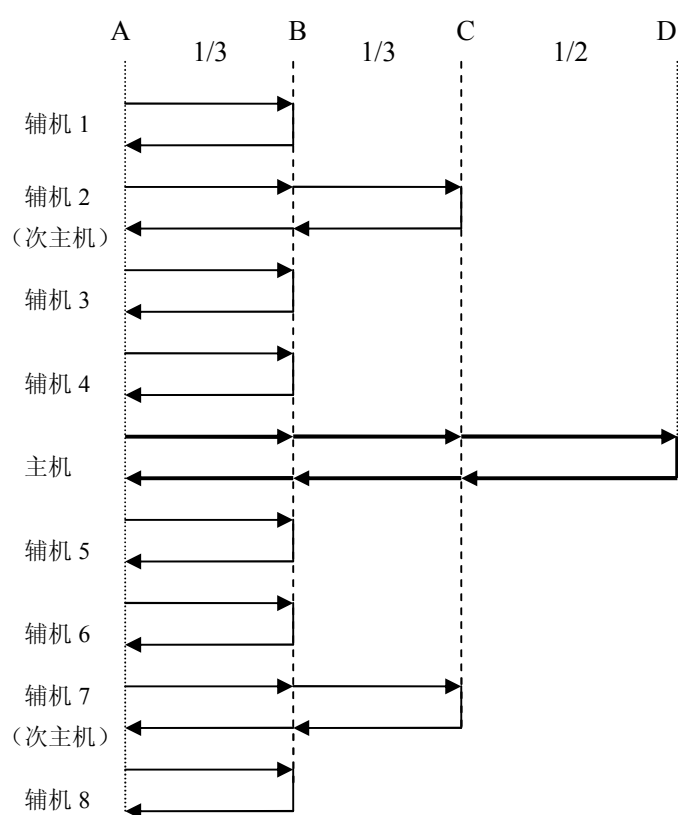 A B C D
1/3 1/3 1/2
辅机 1
辅机 2
（次主机）
辅机 3
辅机 4
主机
辅机 5
辅机 6
辅机 7
（次主机）
辅机 8